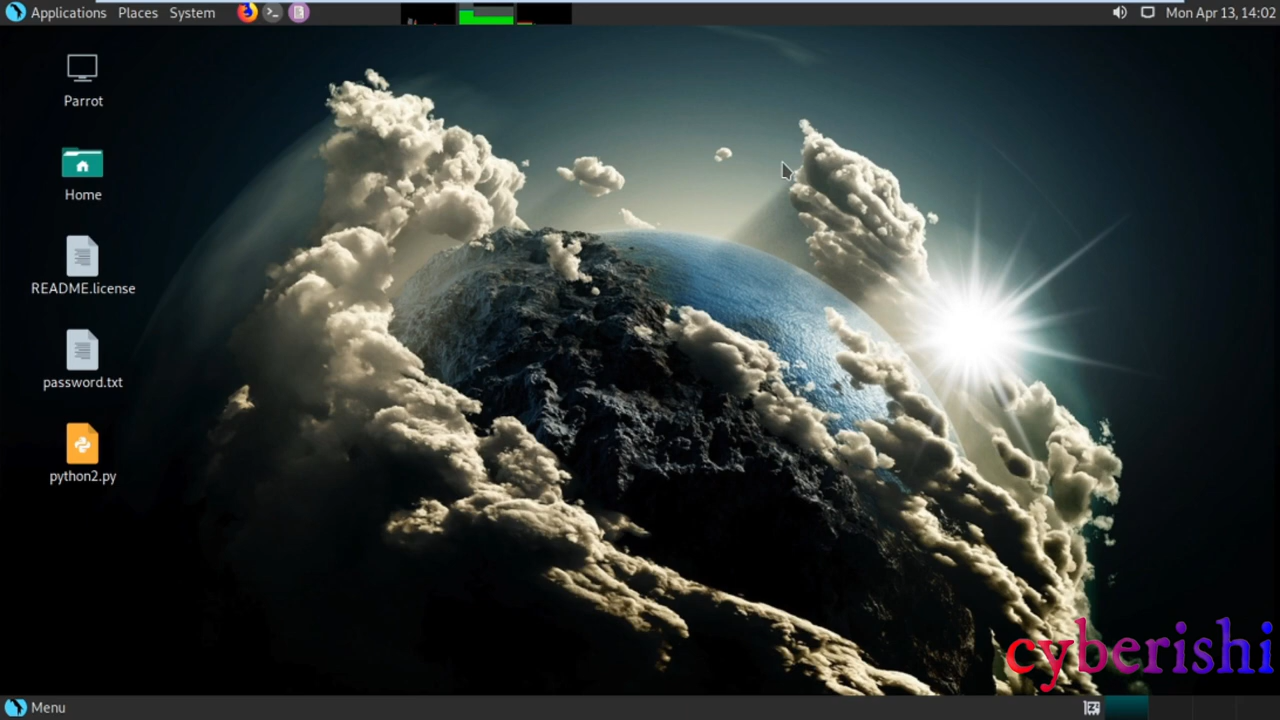 Applications Places System
Mon Apr 13, 14:02
Parrot
Home
README.license
password.txt
python2.py
cyberishi
Menu